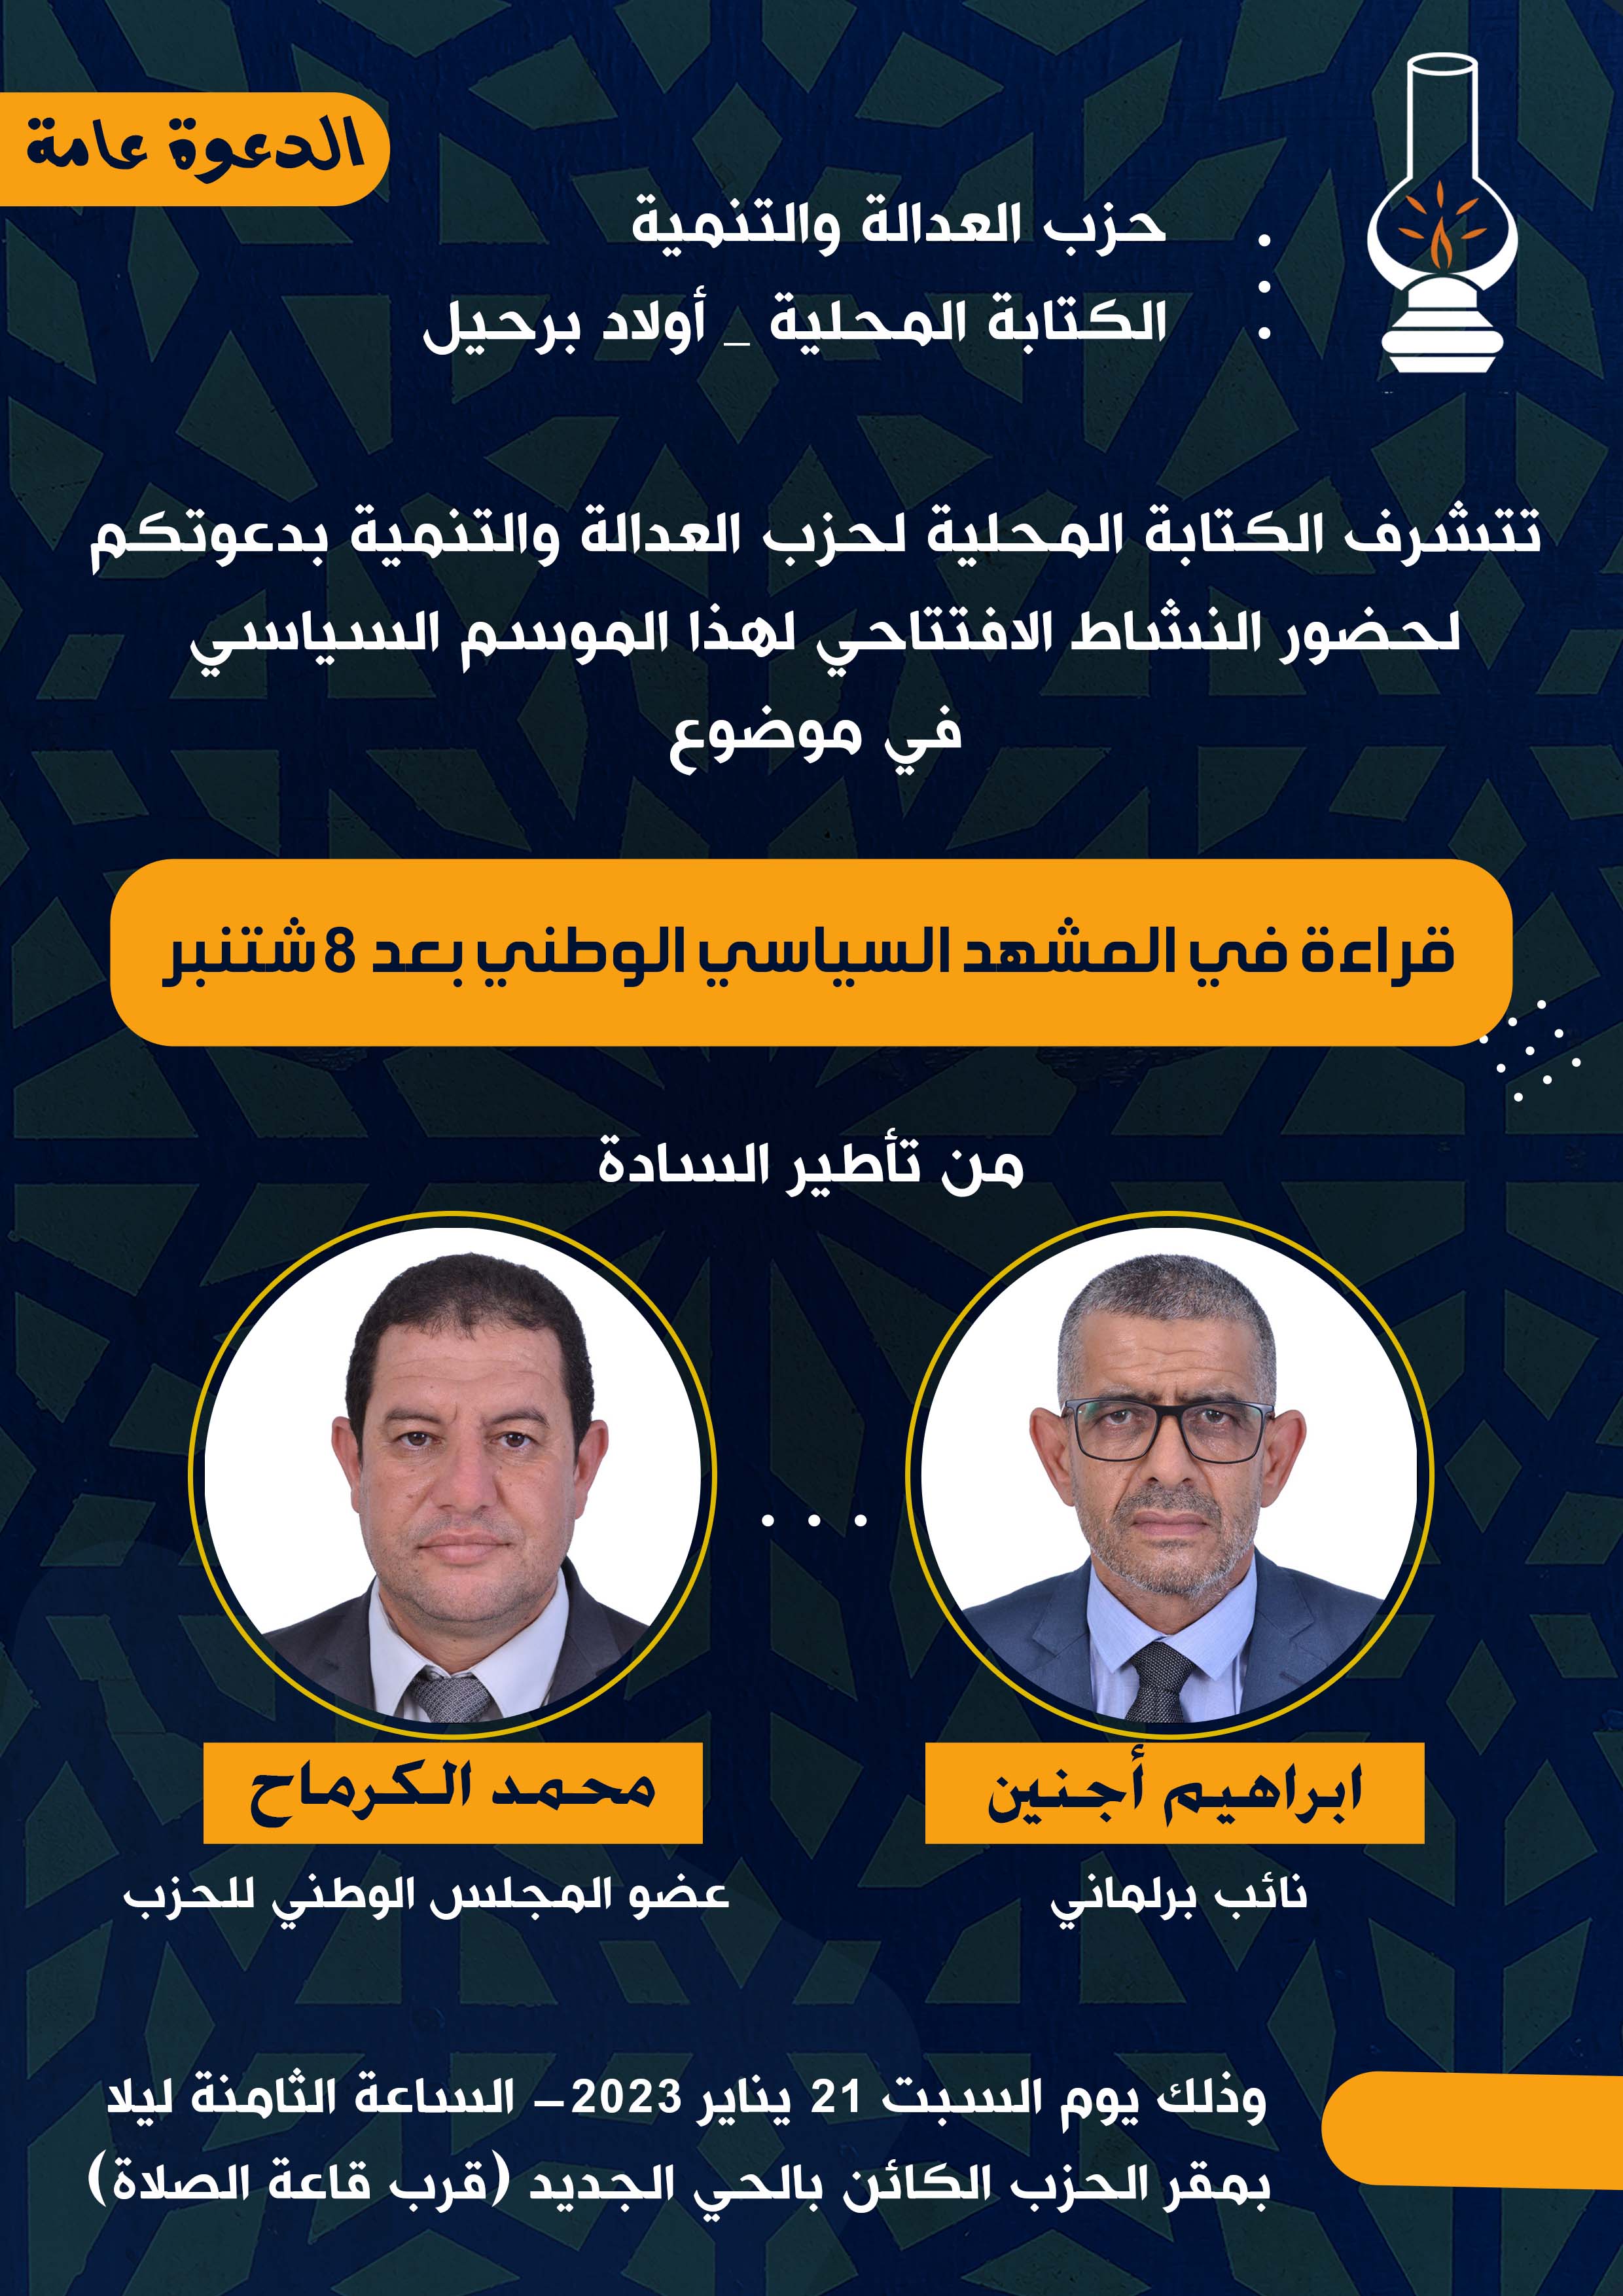 الدعوة عامة
حزب العدالة والتنمية
الكتابة المحلية _ أولاد برحيل
تتشرف الكتابة المحلية لحزب العدالة والتنمية بدعوتكم
لحضور النشاط الافتتاحي لهذا الموسم السياسي
في موضوع
قراءة في المشهد السياسي الوطني بعد 8 شتنبر
من تأطير السادة
ابراهيم أجنين
نائب برلماني
محمد الكرماح
عضو المجلس الوطني للحزب
وذلك يوم السبت 21 يناير 2023– الساعة الثامنة ليلا
بمقر الحزب الكائن بالحي الجديد (قرب قاعة الصلاة)